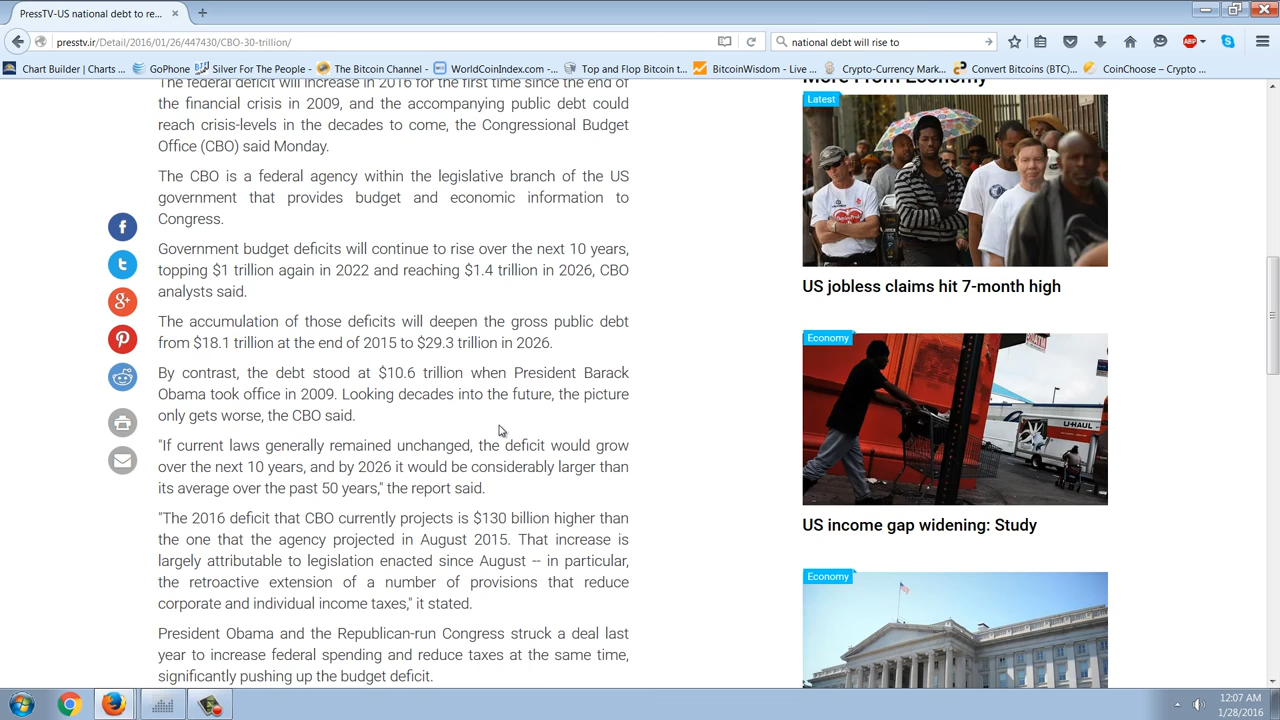 PressTV-US national debt to re...
presstv.ir/Detail/2016/01/26/447430/CBO-30-trillion/
national debt will rise to
ABP
Chart Builder | Charts ...
GoPhone
Silver For The People - ...
The Bitcoin Channel - ...
WorldCoinIndex.com -...
Top and Flop Bitcoin t...
BitcoinWisdom - Live ...
Crypto-Currency Mark...
Convert Bitcoins (BTC)...
CoinChoose – Crypto ...
The federal deficit will increase in 2016 for the first time since the end of
the financial crisis in 2009, and the accompanying public debt could
reach crisis-levels in the decades to come, the Congressional Budget
Office (CBO) said Monday.
The CBO is a federal agency within the legislative branch of the US
government that provides budget and economic information to
Congress.
Government budget deficits will continue to rise over the next 10 years,
topping $1 trillion again in 2022 and reaching $1.4 trillion in 2026, CBO
analysts said.
The accumulation of those deficits will deepen the gross public debt
from $18.1 trillion at the end of 2015 to $29.3 trillion in 2026.
By contrast, the debt stood at $10.6 trillion when President Barack
Obama took office in 2009. Looking decades into the future, the picture
only gets worse, the CBO said.
"If current laws generally remained unchanged, the deficit would grow
over the next 10 years, and by 2026 it would be considerably larger than
its average over the past 50 years," the report said.
"The 2016 deficit that CBO currently projects is $130 billion higher than
the one that the agency projected in August 2015. That increase is
largely attributable to legislation enacted since August -- in particular,
the retroactive extension of a number of provisions that reduce
corporate and individual income taxes," it stated.
President Obama and the Republican-run Congress struck a deal last
year to increase federal spending and reduce taxes at the same time,
significantly pushing up the budget deficit.
More From Economy
Latest
US jobless claims hit 7-month high
Economy
U-HAUL
US income gap widening: Study
Economy
12:07 AM
1/28/2016